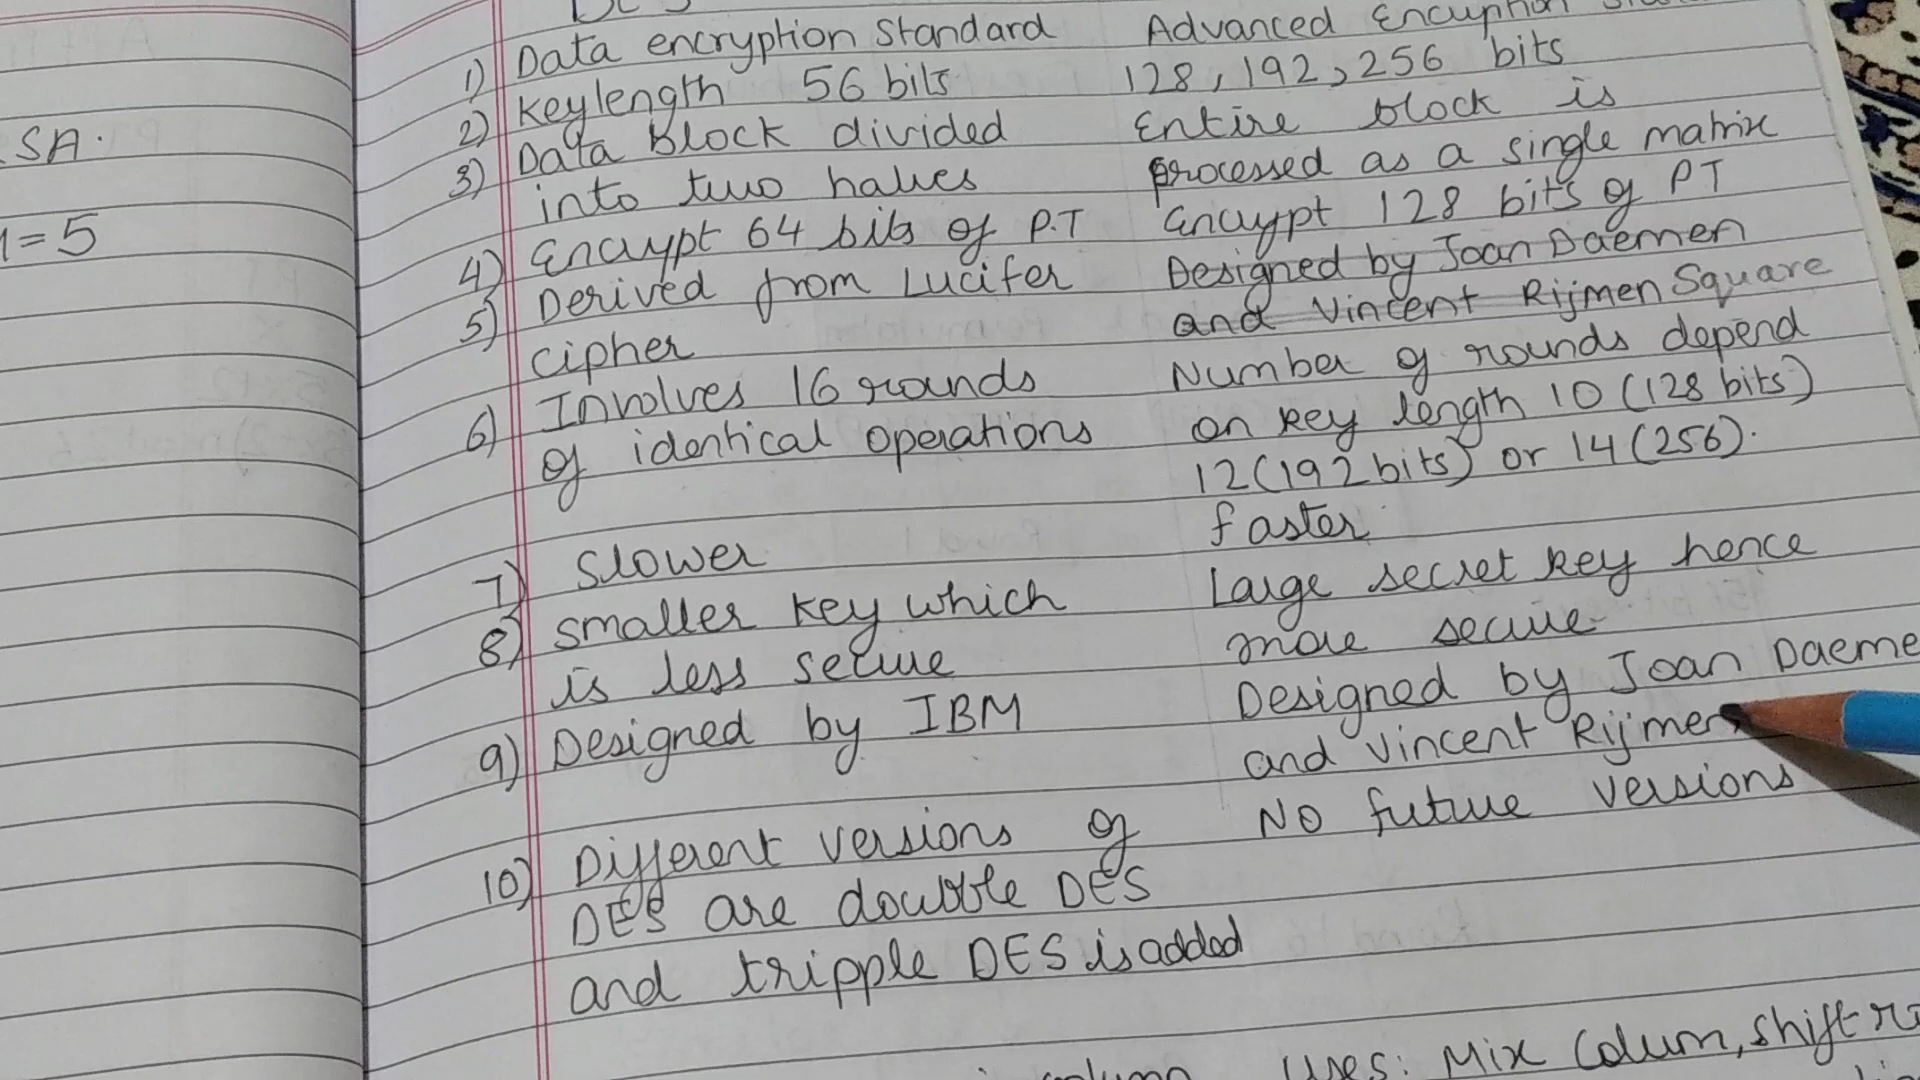 SA.
= 5
DES
1) Data encryption Standard Advanced Encryption
2) Keylength 56 bits 128, 192, 256 bits
3) Data Block divided Entire block is
into two halves processed as a single matrix
4) Encrypt 64 bits of P.T Encrypt 128 bits of PT
5) Derived from Lucifer Designed by Joan Daemen
cipher and Vincent Rijmen Square
6) Involves 16 rounds Number of rounds depend
of identical operations on key length 10 (128 bits)
12 (192 bits) or 14 (256).
7) Slower faster
8) smaller key which Large secret key hence
is less secure more secure
9) Designed by IBM Designed by Joan Daeme
and Vincent Rijmen
10) Different versions of No future versions
DES are double DES
and tripple DES is added
Uses: Mix Colum, shift